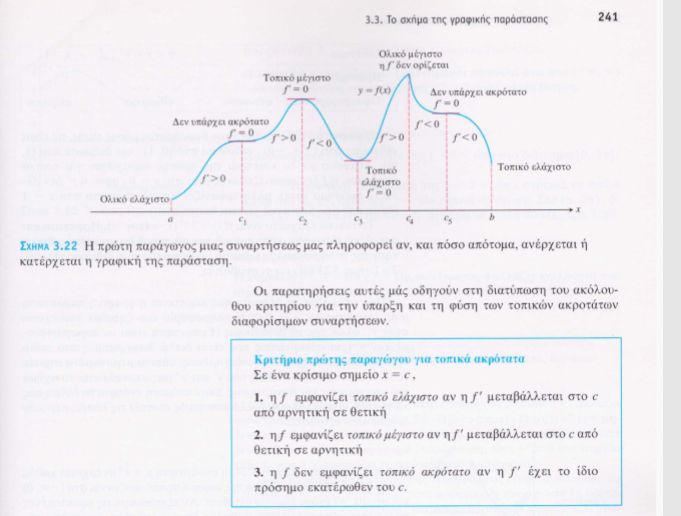 3.3. Το σχήμα της γραφικής παράστασης 241
Ολικό μέγιστο
η f′ δεν ορίζεται
Τοπικό μέγιστο
f′ = 0
y = f(x)
Δεν υπάρχει ακρότατο
f′ = 0
Δεν υπάρχει ακρότατο
f′ = 0
f′>0
f′<0
f′>0
f′<0
f′<0
f′>0
Τοπικό
ελάχιστο
f′ = 0
Τοπικό ελάχιστο
Ολικό ελάχιστο
a c₁ c₂ c₃ c₄ c₅ b x
ΣΧΗΜΑ 3.22 Η πρώτη παράγωγος μιας συναρτήσεως μας πληροφορεί αν, και πόσο απότομα, ανέρχεται ή
κατέρχεται η γραφική της παράσταση.
Οι παρατηρήσεις αυτές μάς οδηγούν στη διατύπωση του ακόλου-
θου κριτηρίου για την ύπαρξη και τη φύση των τοπικών ακροτάτων
διαφορίσιμων συναρτήσεων.
Κριτήριο πρώτης παραγώγου για τοπικά ακρότατα
Σε ένα κρίσιμο σημείο x = c,
1. η f εμφανίζει τοπικό ελάχιστο αν η f′ μεταβάλλεται στο c
από αρνητική σε θετική
2. η f εμφανίζει τοπικό μέγιστο αν η f′ μεταβάλλεται στο c από
θετική σε αρνητική
3. η f δεν εμφανίζει τοπικό ακρότατο αν η f′ έχει το ίδιο
πρόσημο εκατέρωθεν του c.